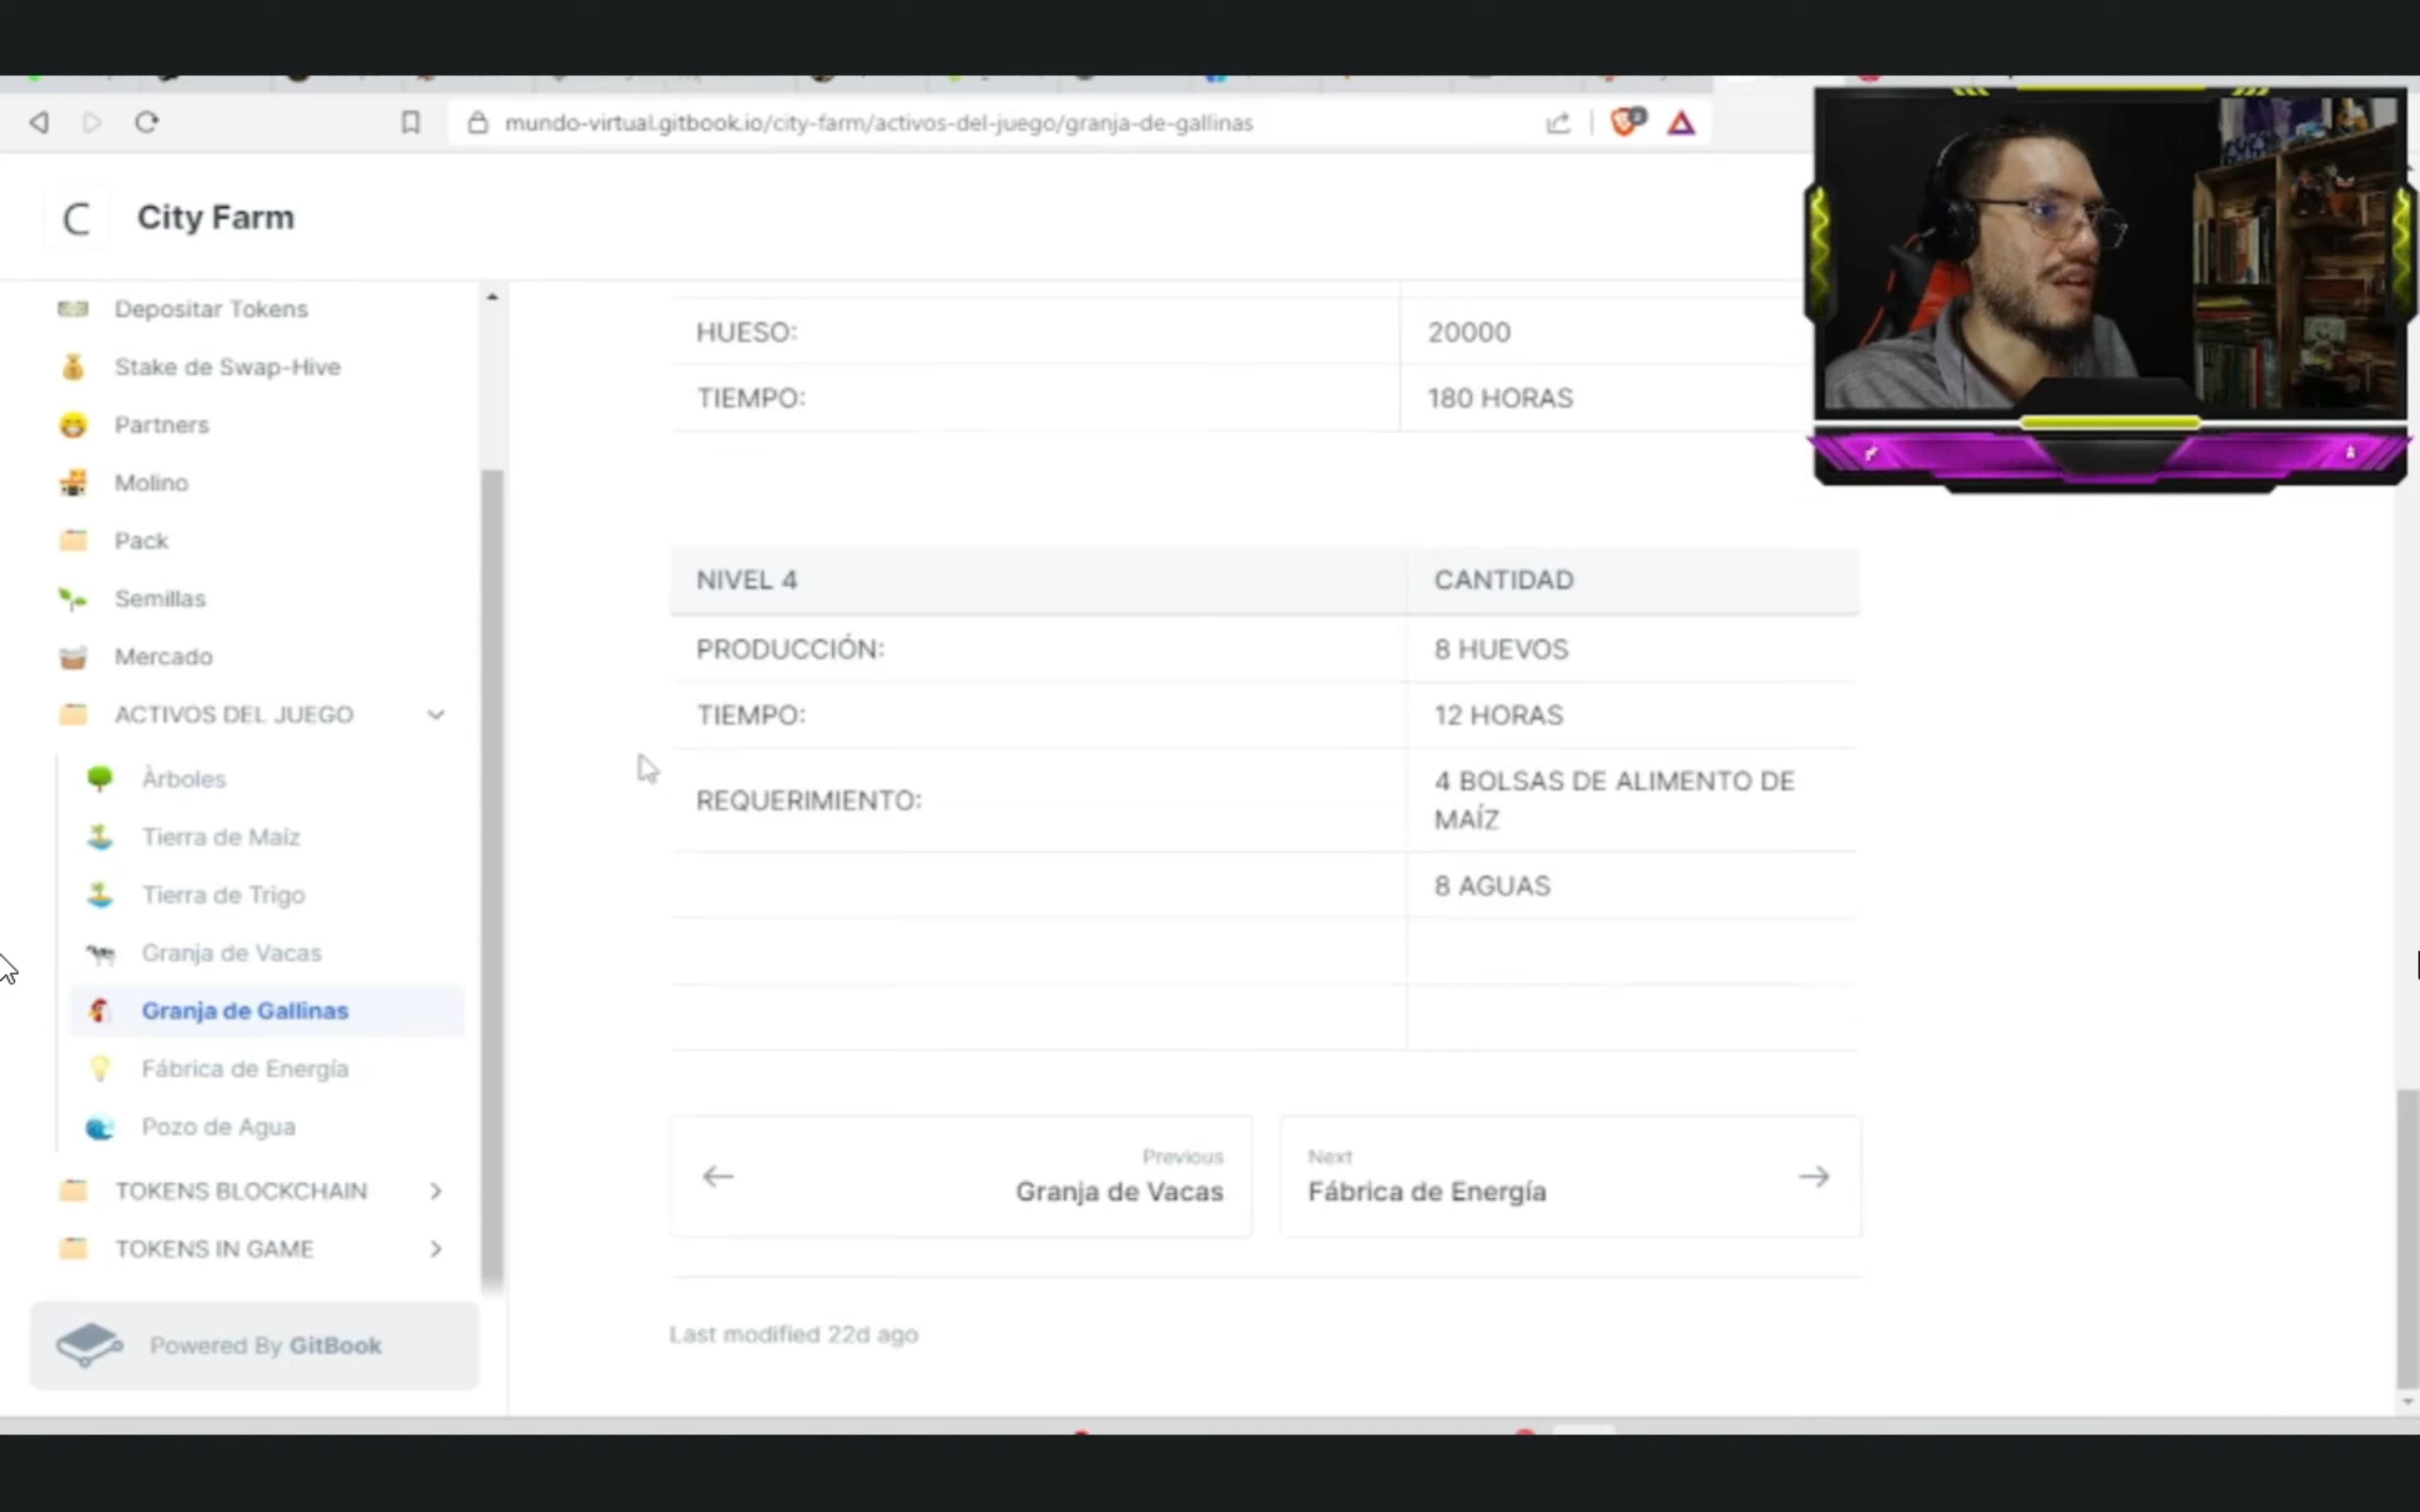 mundo-virtual.gitbook.io/city-farm/activos-del-juego/granja-de-gallinas
C City Farm
Depositar Tokens
Stake de Swap-Hive
Partners
Molino
Pack
Semillas
Mercado
ACTIVOS DEL JUEGO
Àrboles
Tierra de Maíz
Tierra de Trigo
Granja de Vacas
Granja de Gallinas
Fábrica de Energía
Pozo de Agua
TOKENS BLOCKCHAIN
TOKENS IN GAME
Powered By GitBook
HUESO: 20000
TIEMPO: 180 HORAS
NIVEL 4 CANTIDAD
PRODUCCIÓN: 8 HUEVOS
TIEMPO: 12 HORAS
REQUERIMIENTO: 4 BOLSAS DE ALIMENTO DE
MAÍZ
8 AGUAS
Previous
Granja de Vacas
Next
Fábrica de Energía
Last modified 22d ago